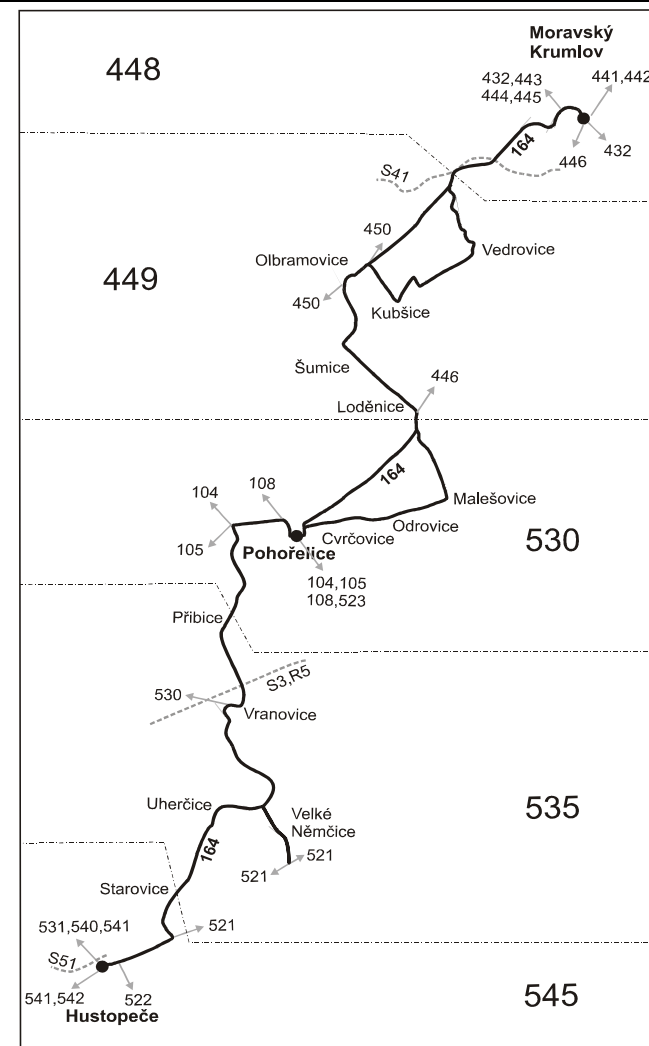 Moravský
Krumlov
448
432,443
444,445
441,442
164
446
432
S41
450
Vedrovice
Olbramovice
449
450
Kubšice
Šumice
446
Loděnice
164
108
104
Malešovice
Odrovice
Cvrčovice
530
105
Pohořelice
104,105
108,523
Přibice
S3,R5
530
Vranovice
Uherčice
535
Velké
Němčice
164
521
521
Starovice
531,540,541
521
S51
541,542
522
545
Hustopeče